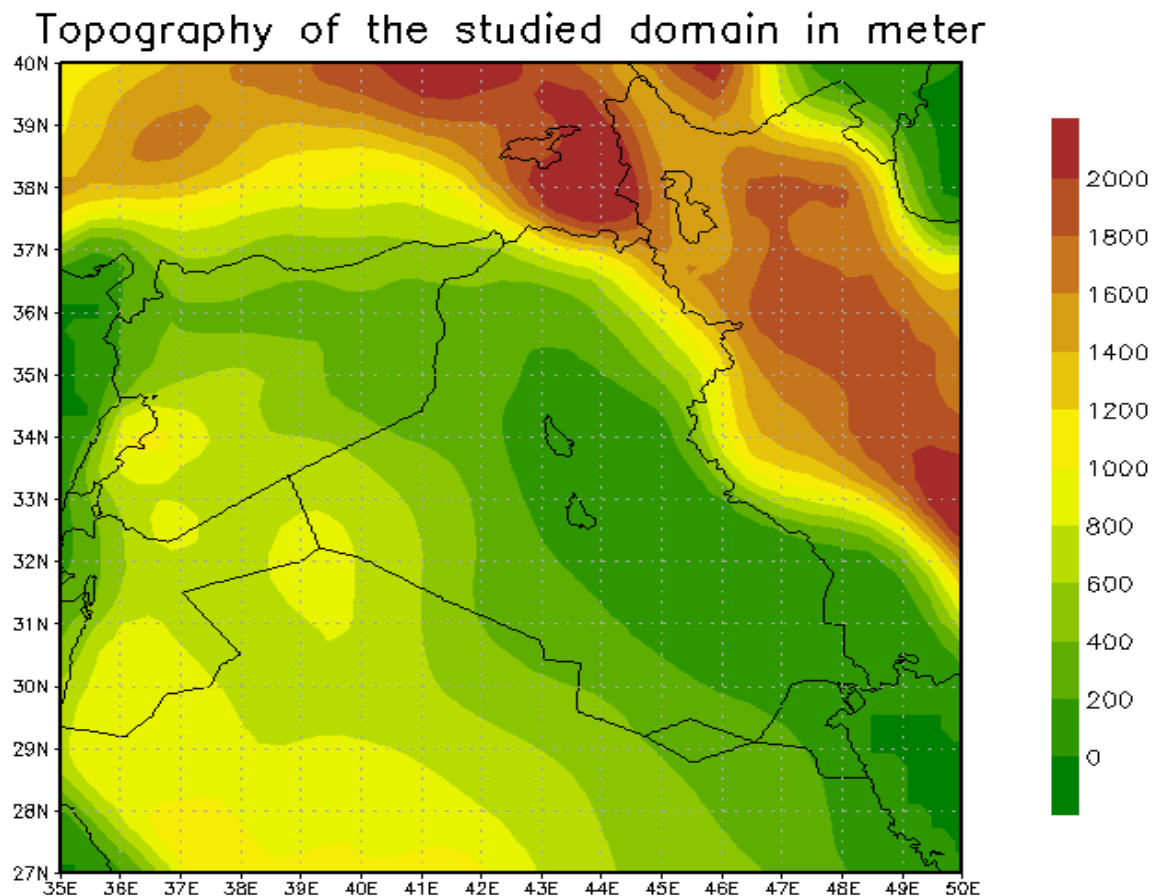 Topography of the studied domain in meter
40N
39N
38N
37N
36N
35N
34N
33N
32N
31N
30N
29N
28N
27N
35E 36E 37E 38E 39E 40E 41E 42E 43E 44E 45E 46E 47E 48E 49E 50E
2000
1800
1600
1400
1200
1000
800
600
400
200
0